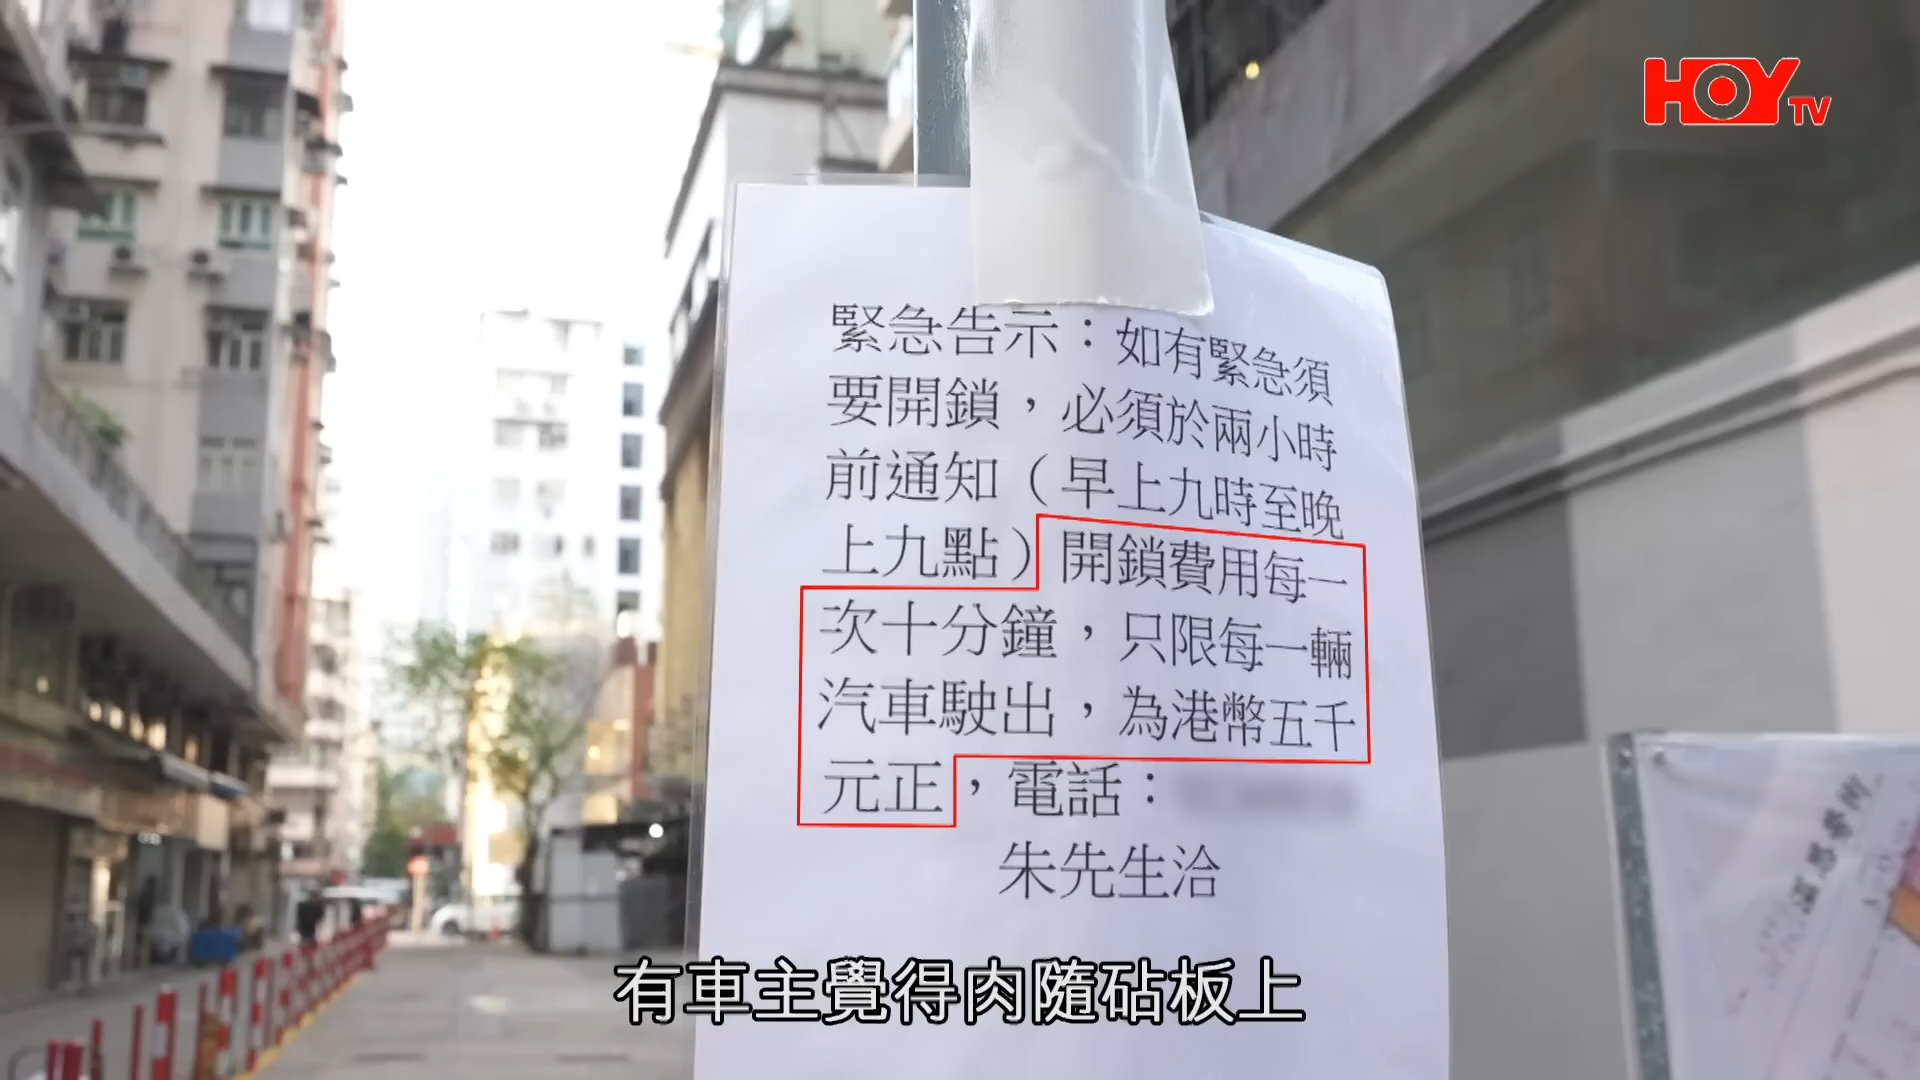 HOY TV
緊急告示：如有緊急須
要開鎖，必須於兩小時
前通知（早上九時至晚
上九點）開鎖費用每一
次十分鐘，只限每一輛
汽車駛出，為港幣五千
元正，電話：
朱先生洽
有車主覺得肉隨砧板上